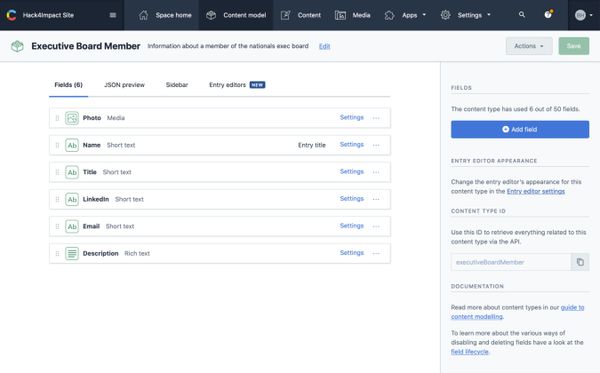 Hack4Impact Site
Space home
Content model
Content
Media
Apps
Settings
?
BH
Executive Board Member
Information about a member of the nationals exec board
Edit
Actions
Save
Fields (6)
JSON preview
Sidebar
Entry editors
NEW
Photo Media
Settings
Ab Name Short text
Entry title
Settings
Ab Title Short text
Settings
Ab LinkedIn Short text
Settings
Ab Email Short text
Settings
Description Rich text
Settings
FIELDS
The content type has used 6 out of 50 fields.
Add field
ENTRY EDITOR APPEARANCE
Change the entry editor's appearance for this
content type in the Entry editor settings
CONTENT TYPE ID
Use this ID to retrieve everything related to this
content type via the API.
executiveBoardMember
DOCUMENTATION
Read more about content types in our guide to
content modelling.
To learn more about the various ways of
disabling and deleting fields have a look at the
field lifecycle.